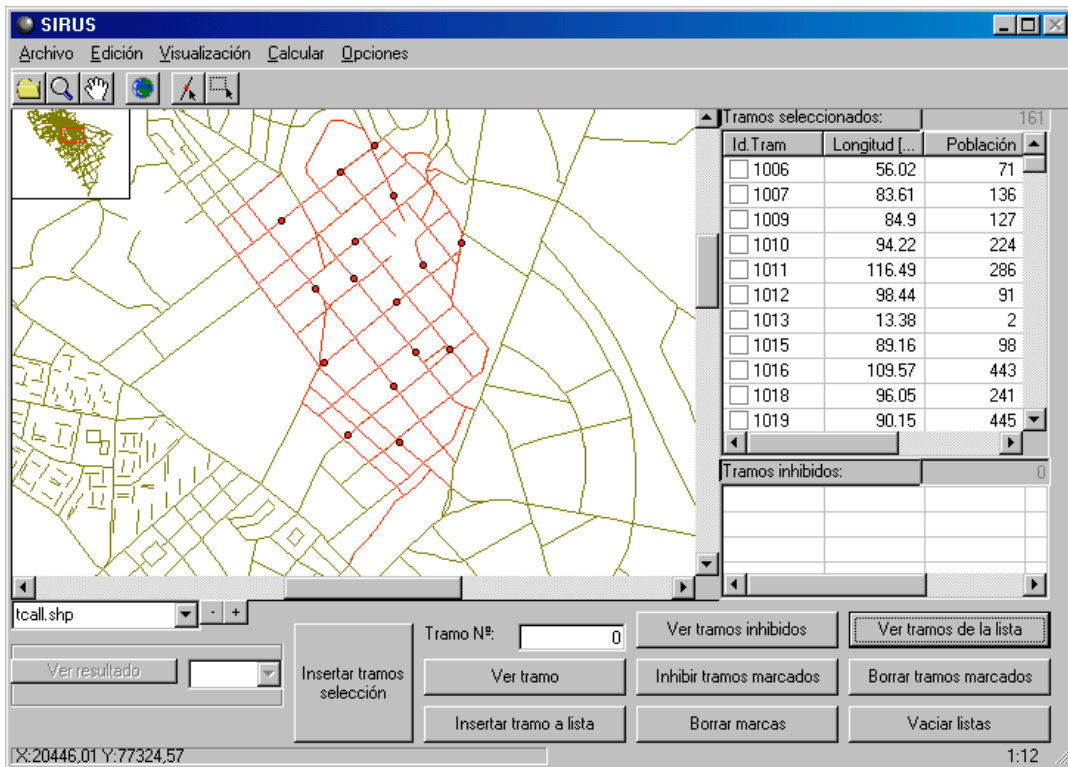 SIRUS
Archivo Edición Visualización Calcular Opciones
Tramos seleccionados: 161
Id.Tram Longitud [... Población
1006 56.02 71
1007 83.61 136
1009 84.9 127
1010 94.22 224
1011 116.49 286
1012 98.44 91
1013 13.38 2
1015 89.16 98
1016 109.57 443
1018 96.05 241
1019 90.15 445
Tramos inhibidos: 0
tcall.shp - +
Ver resultado
Insertar tramos
selección
Tramo Nº: 0
Ver tramo
Insertar tramo a lista
Ver tramos inhibidos
Inhibir tramos marcados
Borrar marcas
Ver tramos de la lista
Borrar tramos marcados
Vaciar listas
X:20446,01 Y:77324,57 1:12